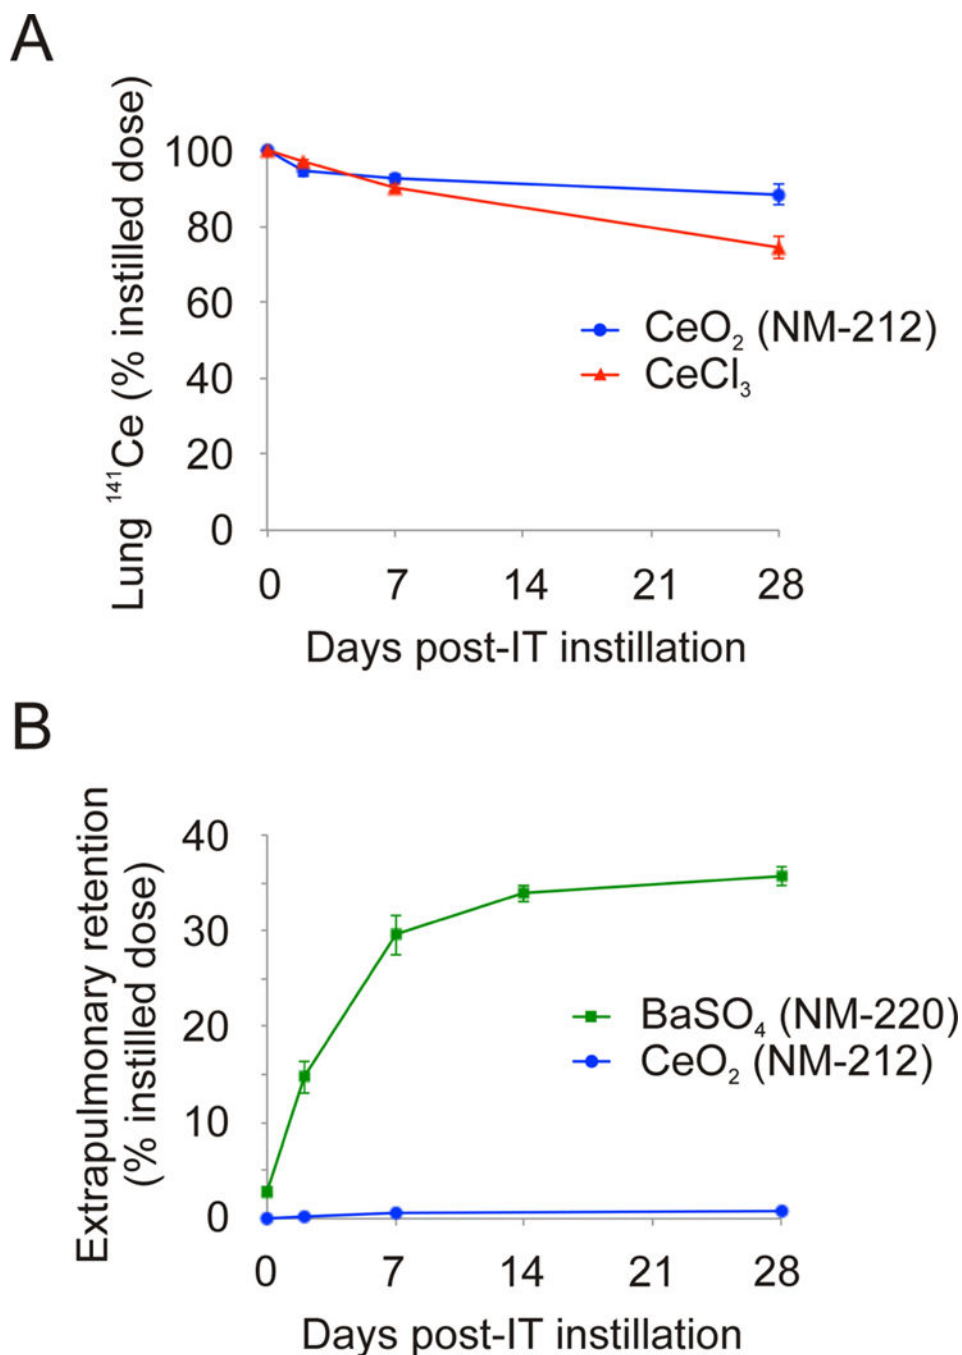 A
Lung ¹⁴¹Ce (% instilled dose)
100
80
60
40
20
0
CeO₂ (NM-212)
CeCl₃
0 7 14 21 28
Days post-IT instillation
B
Extrapulmonary retention
(% instilled dose)
40
30
20
10
0
BaSO₄ (NM-220)
CeO₂ (NM-212)
0 7 14 21 28
Days post-IT instillation